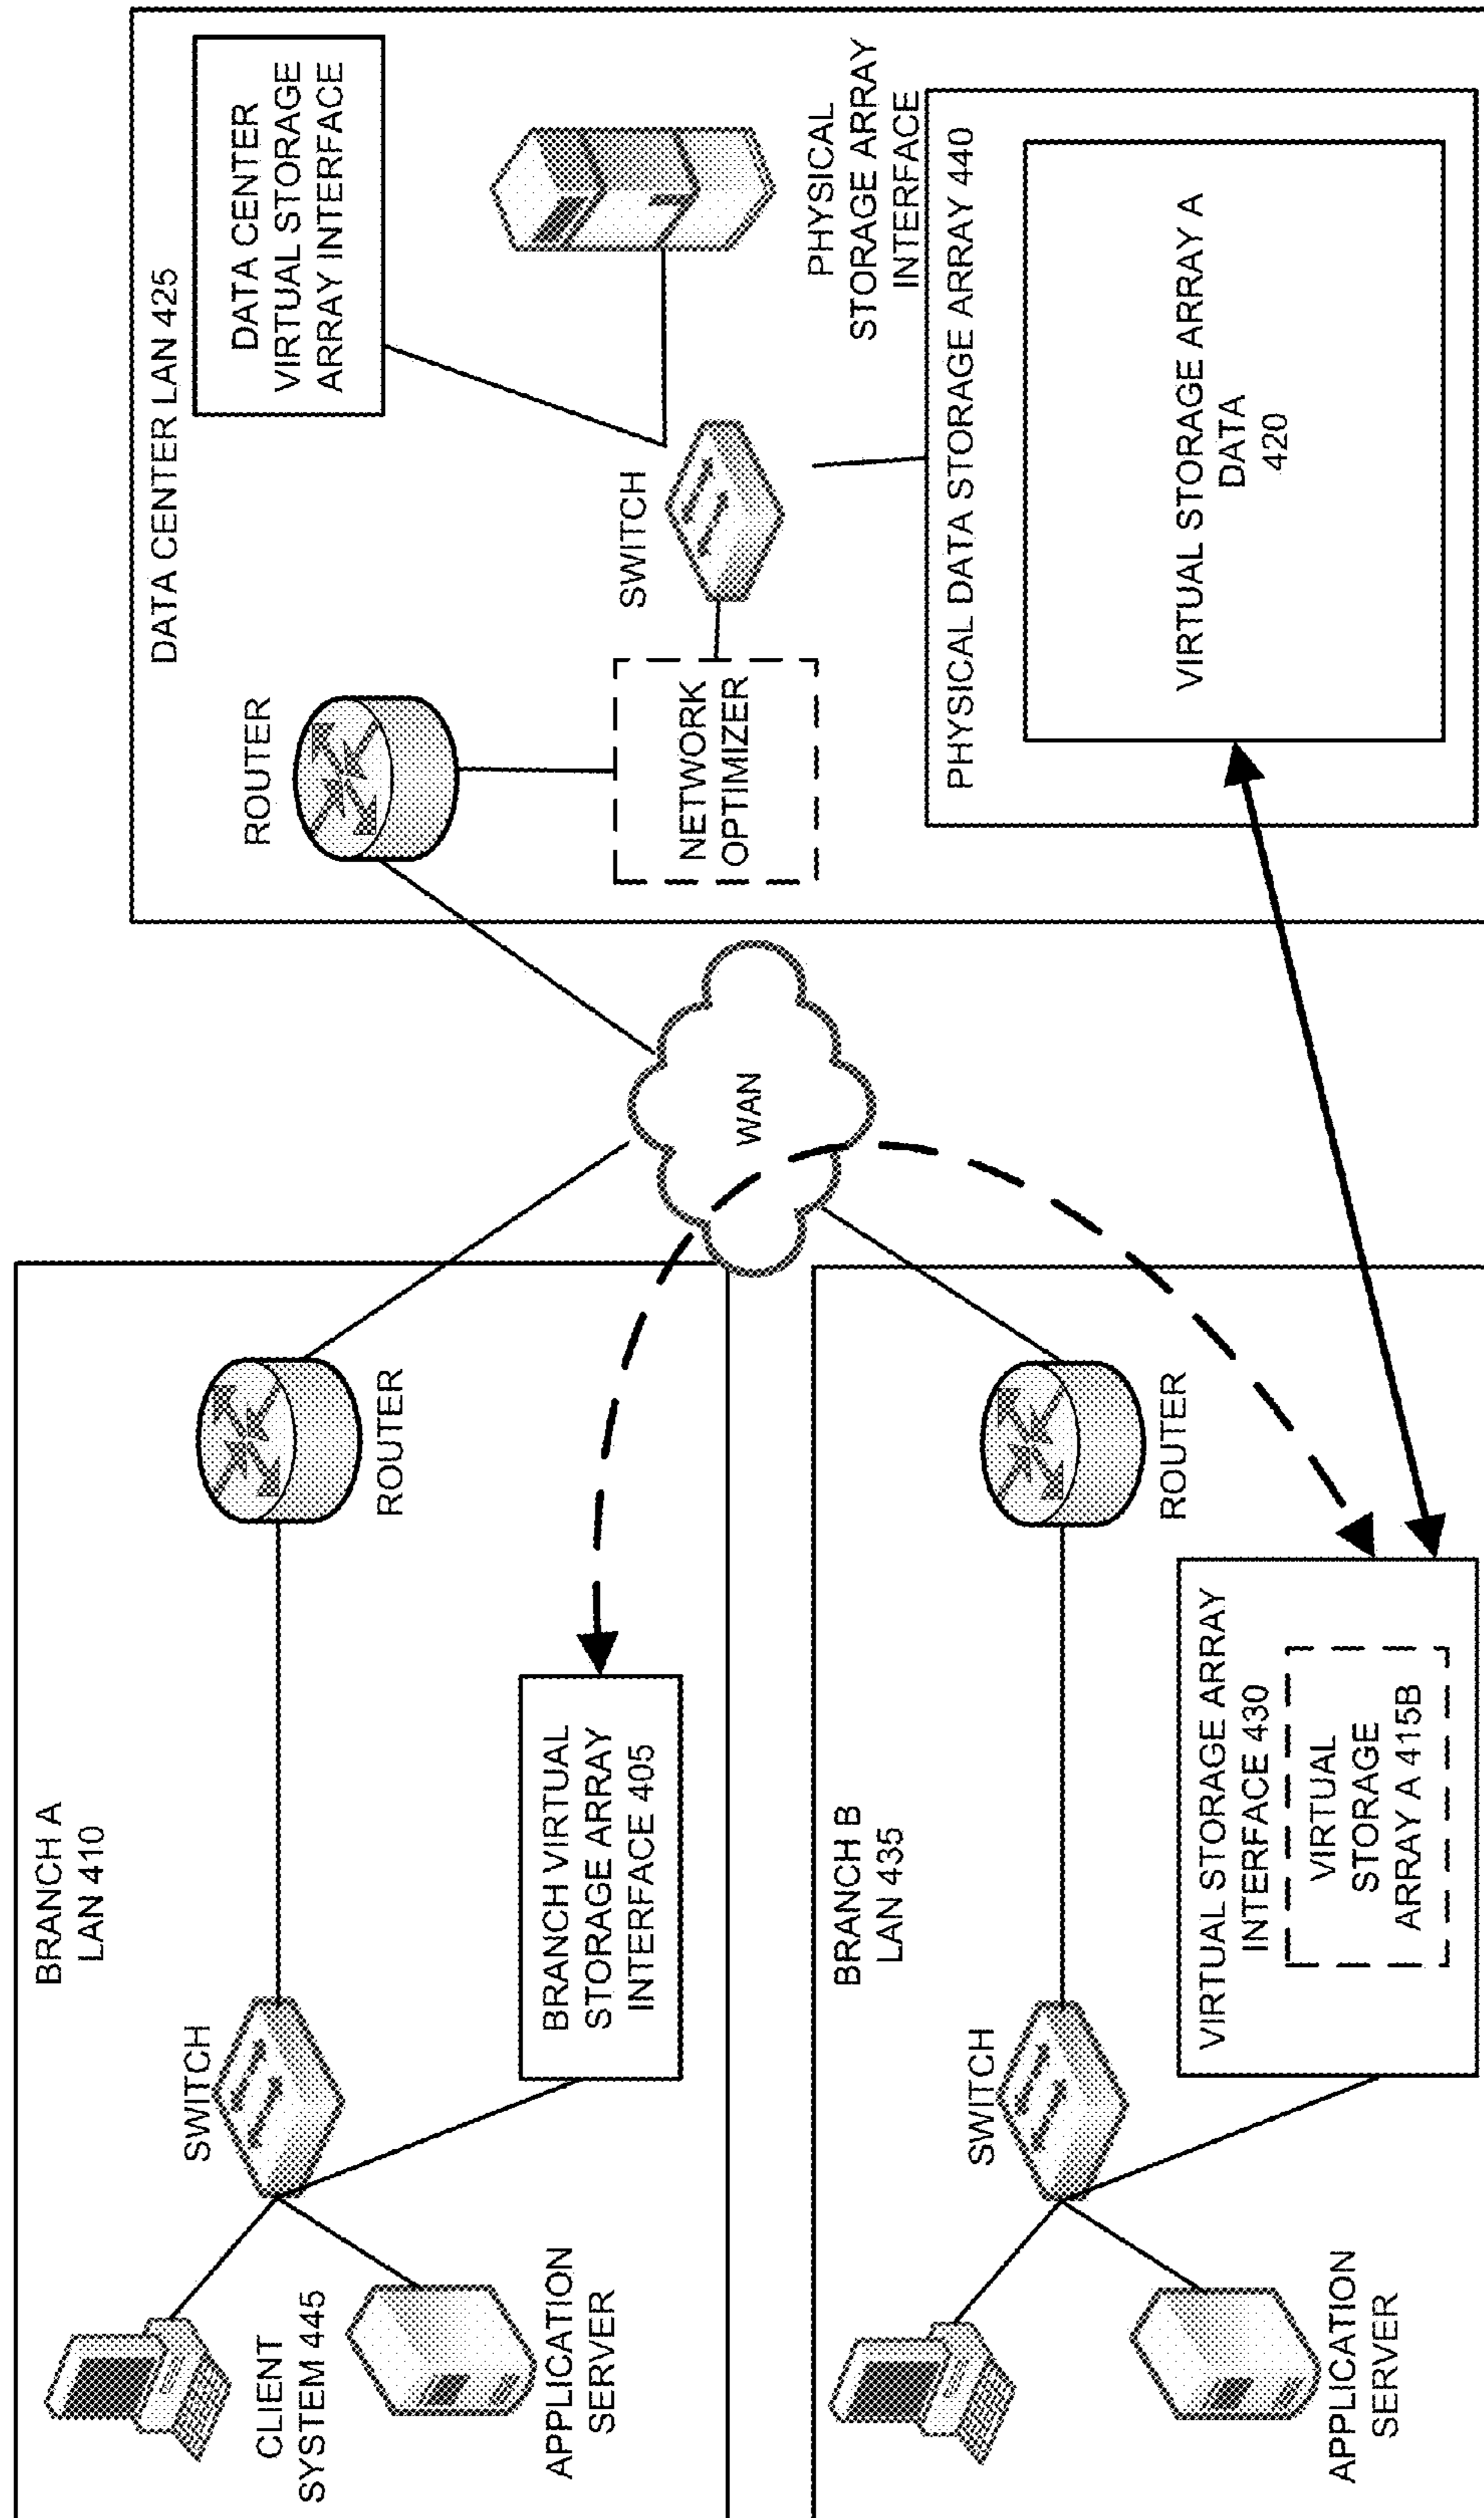 BRANCH A
LAN 410
SWITCH
ROUTER
CLIENT
SYSTEM 445
APPLICATION
SERVER
BRANCH VIRTUAL
STORAGE ARRAY
INTERFACE 405
WAN
BRANCH B
LAN 435
SWITCH
ROUTER
APPLICATION
SERVER
VIRTUAL STORAGE ARRAY
INTERFACE 430
VIRTUAL
STORAGE
ARRAY A 415B
DATA CENTER LAN 425
DATA CENTER
VIRTUAL STORAGE
ARRAY INTERFACE
ROUTER
SWITCH
NETWORK
OPTIMIZER
PHYSICAL
STORAGE ARRAY
INTERFACE
PHYSICAL DATA STORAGE ARRAY 440
VIRTUAL STORAGE ARRAY A
DATA
420